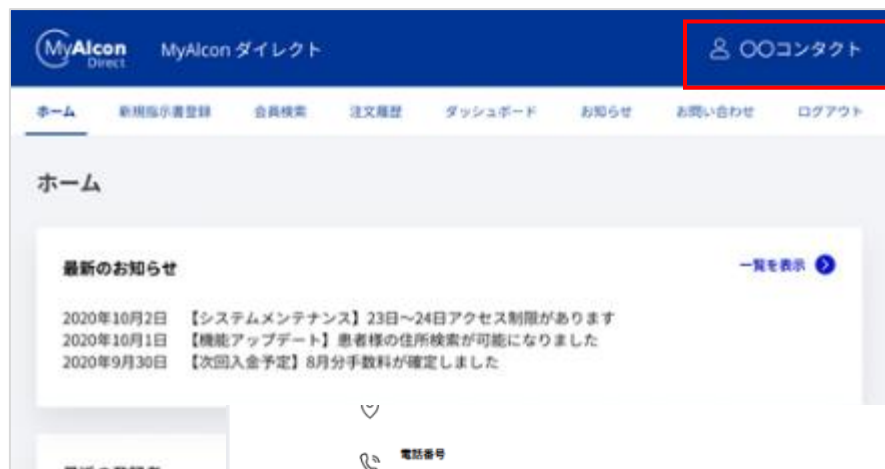 MyAlcon
Direct
MyAlcon ダイレクト
〇〇コンタクト
ホーム 新規指示書登録 会員検索 注文履歴 ダッシュボード お知らせ お問い合わせ ログアウト
ホーム
最新のお知らせ
一覧を表示
2020年10月2日 【システムメンテナンス】23日～24日アクセス制限があります
2020年10月1日 【機能アップデート】患者様の住所検索が可能になりました
2020年9月30日 【次回入金予定】8月分手数料が確定しました
電話番号